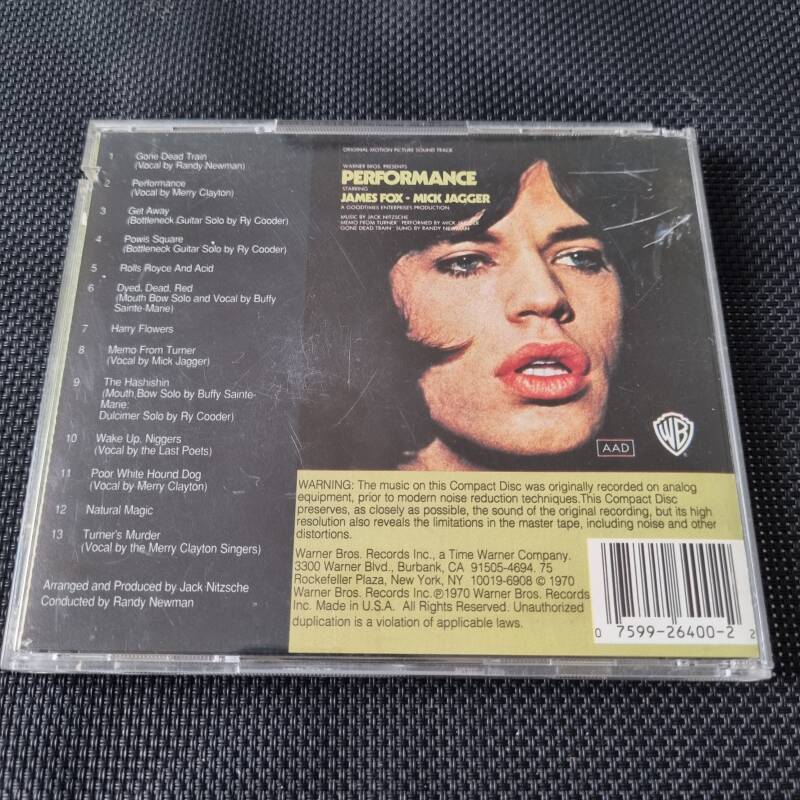 1 Gone Dead Train
(Vocal by Randy Newman)
2 Performance
(Vocal by Merry Clayton)
3 Get Away
(Bottleneck Guitar Solo by Ry Cooder)
4 Powis Square
(Bottleneck Guitar Solo by Ry Cooder)
5 Rolls Royce And Acid
6 Dyed, Dead, Red
(Mouth Bow Solo and Vocal by Buffy
Sainte-Marie)
7 Harry Flowers
8 Memo From Turner
(Vocal by Mick Jagger)
9 The Hashishin
(Mouth Bow Solo by Buffy Sainte-
Marie;
Dulcimer Solo by Ry Cooder)
10 Wake Up, Niggers
(Vocal by the Last Poets)
11 Poor White Hound Dog
(Vocal by Merry Clayton)
12 Natural Magic
13 Turner's Murder
(Vocal by the Merry Clayton Singers)
Arranged and Produced by Jack Nitzsche
Conducted by Randy Newman
ORIGINAL MOTION PICTURE SOUND TRACK
WARNER BROS. PRESENTS
PERFORMANCE
STARRING
JAMES FOX • MICK JAGGER
A GOODTIMES ENTERPRISES PRODUCTION
MUSIC BY JACK NITZSCHE
"MEMO FROM TURNER" PERFORMED BY MICK JAGGER
"GONE DEAD TRAIN" SUNG BY RANDY NEWMAN
AAD
WB
WARNING: The music on this Compact Disc was originally recorded on analog
equipment, prior to modern noise reduction techniques.This Compact Disc
preserves, as closely as possible, the sound of the original recording, but its high
resolution also reveals the limitations in the master tape, including noise and other
distortions.
Warner Bros. Records Inc., a Time Warner Company.
3300 Warner Blvd., Burbank, CA 91505-4694. 75
Rockefeller Plaza, New York, NY 10019-6908 © 1970
Warner Bros. Records Inc. ℗1970 Warner Bros. Records
Inc. Made in U.S.A. All Rights Reserved. Unauthorized
duplication is a violation of applicable laws.
0 7599-26400-2 2